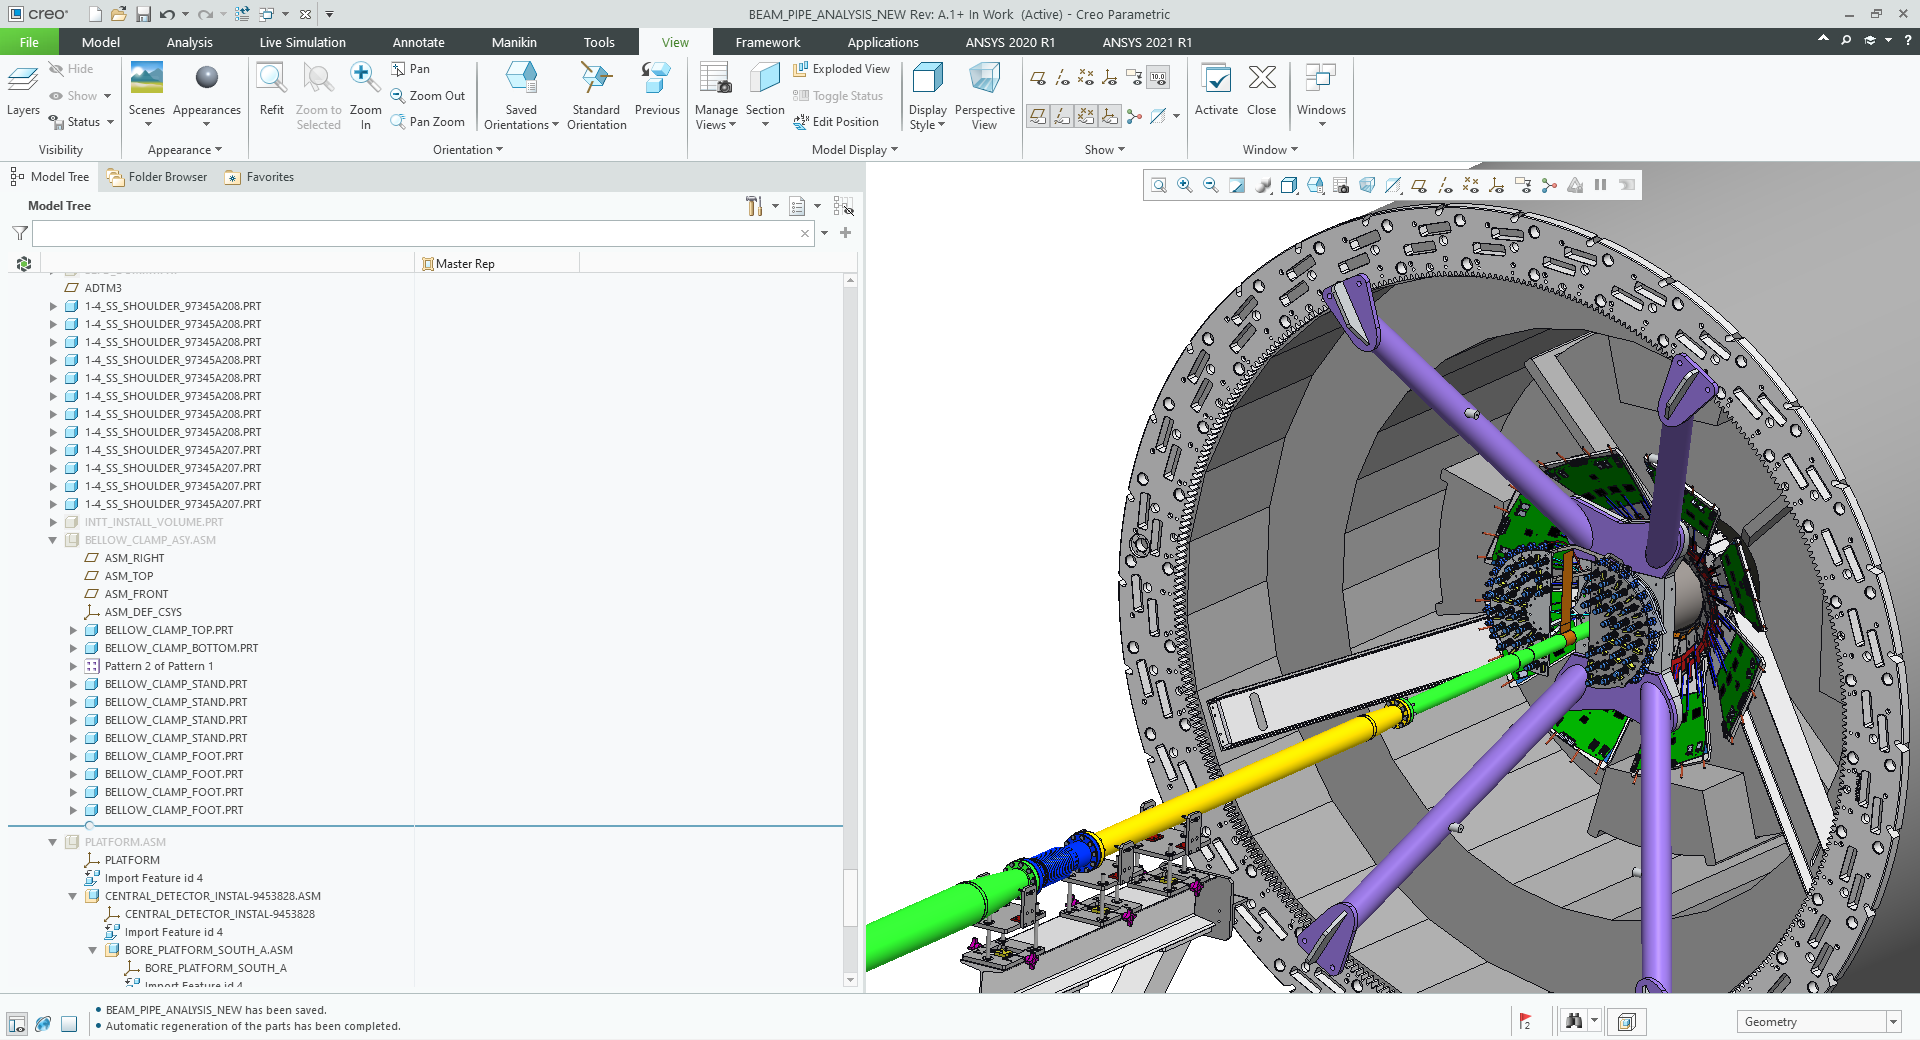 creo
BEAM_PIPE_ANALYSIS_NEW Rev: A.1+ In Work (Active) - Creo Parametric
File Model Analysis Live Simulation Annotate Manikin Tools View Framework Applications ANSYS 2020 R1 ANSYS 2021 R1
Layers
Hide
Show
Status
Visibility
Scenes
Appearances
Appearance
Refit
Zoom to Selected
Zoom In
Pan
Zoom Out
Pan Zoom
Saved Orientations
Standard Orientation
Previous
Orientation
Manage Views
Section
Exploded View
Toggle Status
Edit Position
Model Display
Display Style
Perspective View
10.0
Show
Activate
Close
Windows
Window
Model Tree
Folder Browser
Favorites
Model Tree
Master Rep
ADTM3
1-4_SS_SHOULDER_97345A208.PRT
1-4_SS_SHOULDER_97345A208.PRT
1-4_SS_SHOULDER_97345A208.PRT
1-4_SS_SHOULDER_97345A208.PRT
1-4_SS_SHOULDER_97345A208.PRT
1-4_SS_SHOULDER_97345A208.PRT
1-4_SS_SHOULDER_97345A208.PRT
1-4_SS_SHOULDER_97345A208.PRT
1-4_SS_SHOULDER_97345A207.PRT
1-4_SS_SHOULDER_97345A207.PRT
1-4_SS_SHOULDER_97345A207.PRT
1-4_SS_SHOULDER_97345A207.PRT
INTT_INSTALL_VOLUME.PRT
BELLOW_CLAMP_ASY.ASM
ASM_RIGHT
ASM_TOP
ASM_FRONT
ASM_DEF_CSYS
BELLOW_CLAMP_TOP.PRT
BELLOW_CLAMP_BOTTOM.PRT
Pattern 2 of Pattern 1
BELLOW_CLAMP_STAND.PRT
BELLOW_CLAMP_STAND.PRT
BELLOW_CLAMP_STAND.PRT
BELLOW_CLAMP_STAND.PRT
BELLOW_CLAMP_FOOT.PRT
BELLOW_CLAMP_FOOT.PRT
BELLOW_CLAMP_FOOT.PRT
BELLOW_CLAMP_FOOT.PRT
PLATFORM.ASM
PLATFORM
Import Feature id 4
CENTRAL_DETECTOR_INSTAL-9453828.ASM
CENTRAL_DETECTOR_INSTAL-9453828
Import Feature id 4
BORE_PLATFORM_SOUTH_A.ASM
BORE_PLATFORM_SOUTH_A
Import Feature id 4
• BEAM_PIPE_ANALYSIS_NEW has been saved.
• Automatic regeneration of the parts has been completed.
2
Geometry